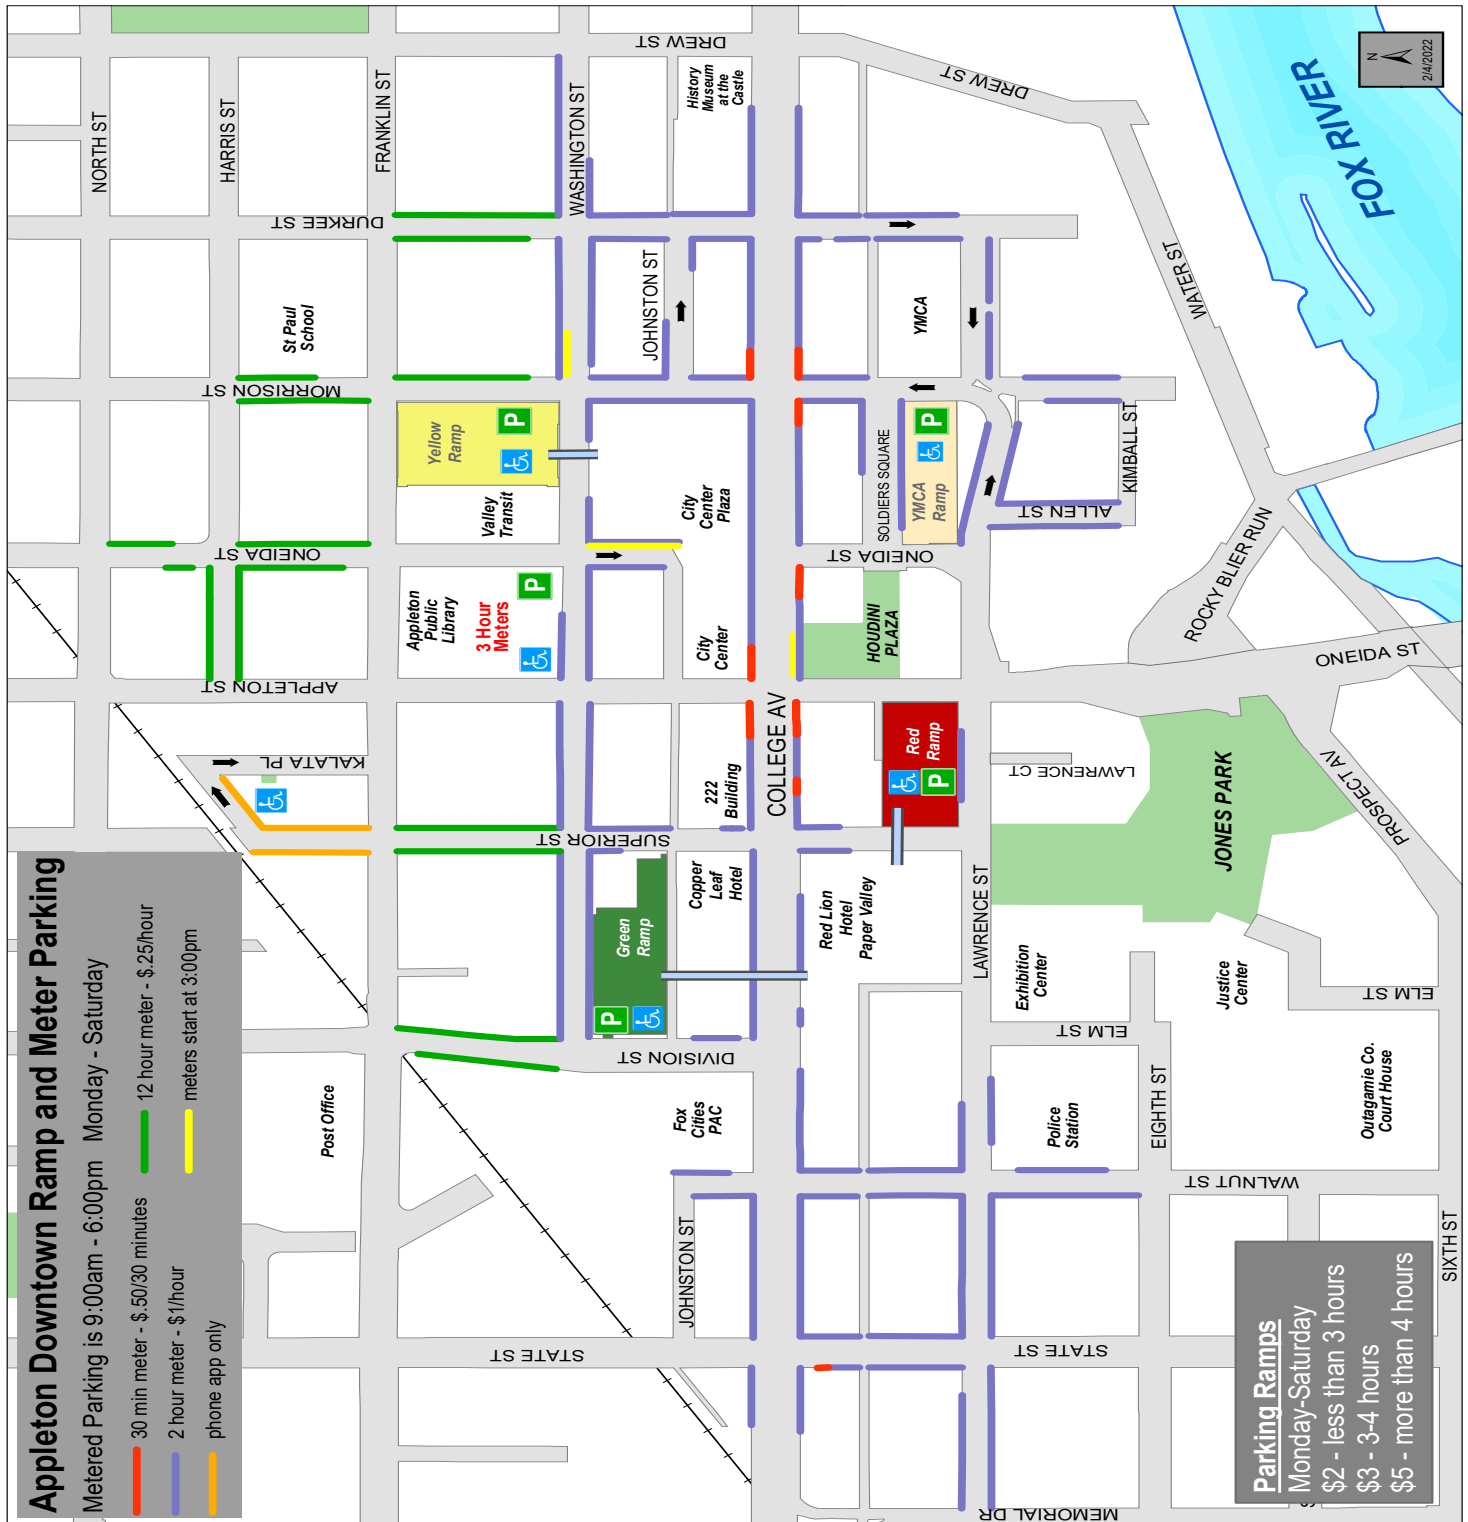 Appleton Downtown Ramp and Meter Parking
Metered Parking is 9:00am - 6:00pm Monday - Saturday
30 min meter - $.50/30 minutes
12 hour meter - $.25/hour
2 hour meter - $1/hour
meters start at 3:00pm
phone app only
NORTH ST
HARRIS ST
FRANKLIN ST
WASHINGTON ST
JOHNSTON ST
JOHNSTON ST
COLLEGE AV
SOLDIERS SQUARE
LAWRENCE ST
LAWRENCE CT
KIMBALL ST
WATER ST
EIGHTH ST
SIXTH ST
DREW ST
DREW ST
DURKEE ST
MORRISON ST
ONEIDA ST
ONEIDA ST
ONEIDA ST
ALLEN ST
APPLETON ST
KALATA PL
SUPERIOR ST
DIVISION ST
ELM ST
ELM ST
WALNUT ST
STATE ST
STATE ST
MEMORIAL DR
PROSPECT AV
ROCKY BLIER RUN
FOX RIVER
N
2/4/2022
History
Museum
at the
Castle
St Paul
School
YMCA
Yellow
Ramp
P
Valley
Transit
City
Center
Plaza
YMCA
Ramp
P
Appleton
Public
Library
3 Hour
Meters
P
City
Center
HOUDINI
PLAZA
222
Building
Red
Ramp
P
JONES PARK
Green
Ramp
P
Copper
Leaf
Hotel
Red Lion
Hotel
Paper Valley
Exhibition
Center
Justice
Center
Post Office
Fox
Cities
PAC
Police
Station
Outagamie Co.
Court House
Parking Ramps
Monday-Saturday
$2 - less than 3 hours
$3 - 3-4 hours
$5 - more than 4 hours